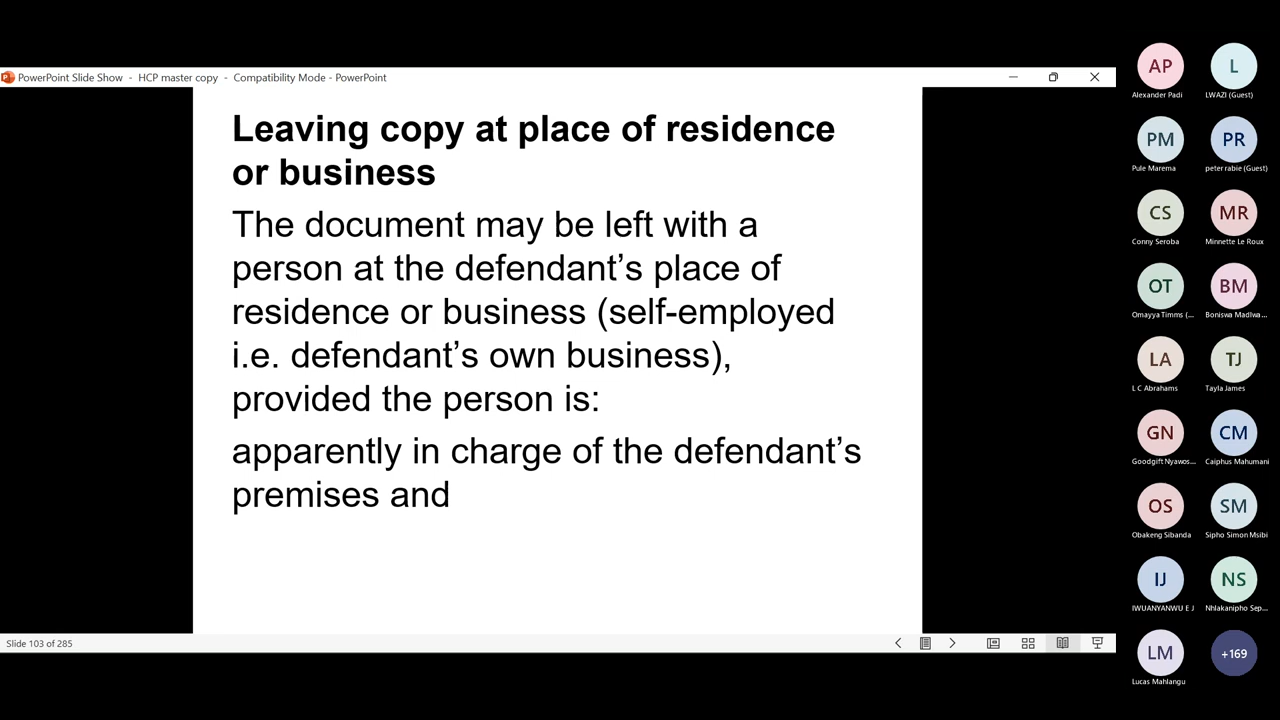 PowerPoint Slide Show - HCP master copy - Compatibility Mode - PowerPoint
Leaving copy at place of residence
or business
The document may be left with a
person at the defendant’s place of
residence or business (self-employed
i.e. defendant’s own business),
provided the person is:
apparently in charge of the defendant’s
premises and
Slide 103 of 285
AP
Alexander Padi
L
LWAZI (Guest)
PM
Pule Marema
PR
peter rabie (Guest)
CS
Conny Seroba
MR
Minnette Le Roux
OT
Omayya Timms (...
BM
Boniswa Madlwa...
LA
L C Abrahams
TJ
Tayla James
GN
Goodgift Nyawos...
CM
Caiphus Mahumani
OS
Obakeng Sibanda
SM
Sipho Simon Msibi
IJ
IWUANYANWU E J
NS
Nhlakanipho Sep...
LM
Lucas Mahlangu
+169